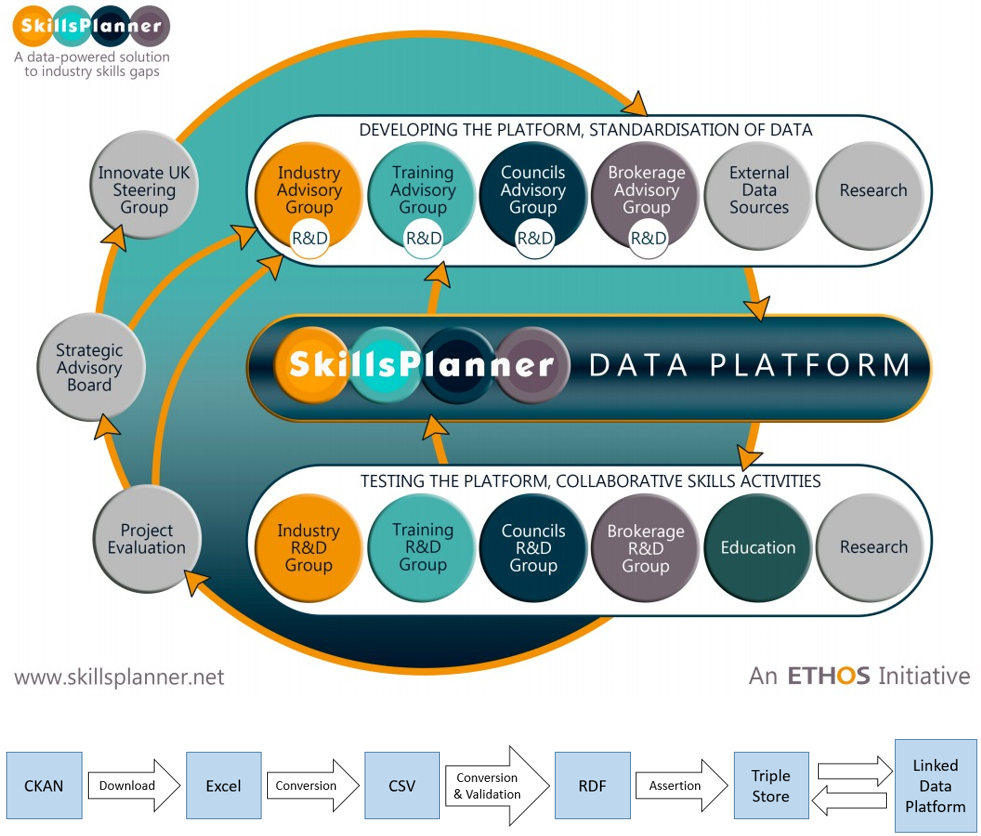 SkillsPlanner
A data-powered solution
to industry skills gaps
Innovate UK
Steering
Group
DEVELOPING THE PLATFORM, STANDARDISATION OF DATA
Industry
Advisory
Group
R&D
Training
Advisory
Group
R&D
Councils
Advisory
Group
R&D
Brokerage
Advisory
Group
R&D
External
Data
Sources
Research
Strategic
Advisory
Board
SkillsPlanner DATA PLATFORM
Project
Evaluation
TESTING THE PLATFORM, COLLABORATIVE SKILLS ACTIVITIES
Industry
R&D
Group
Training
R&D
Group
Councils
R&D
Group
Brokerage
R&D
Group
Education
Research
www.skillsplanner.net
An ETHOS Initiative
CKAN
Download
Excel
Conversion
CSV
Conversion
& Validation
RDF
Assertion
Triple
Store
Linked
Data
Platform